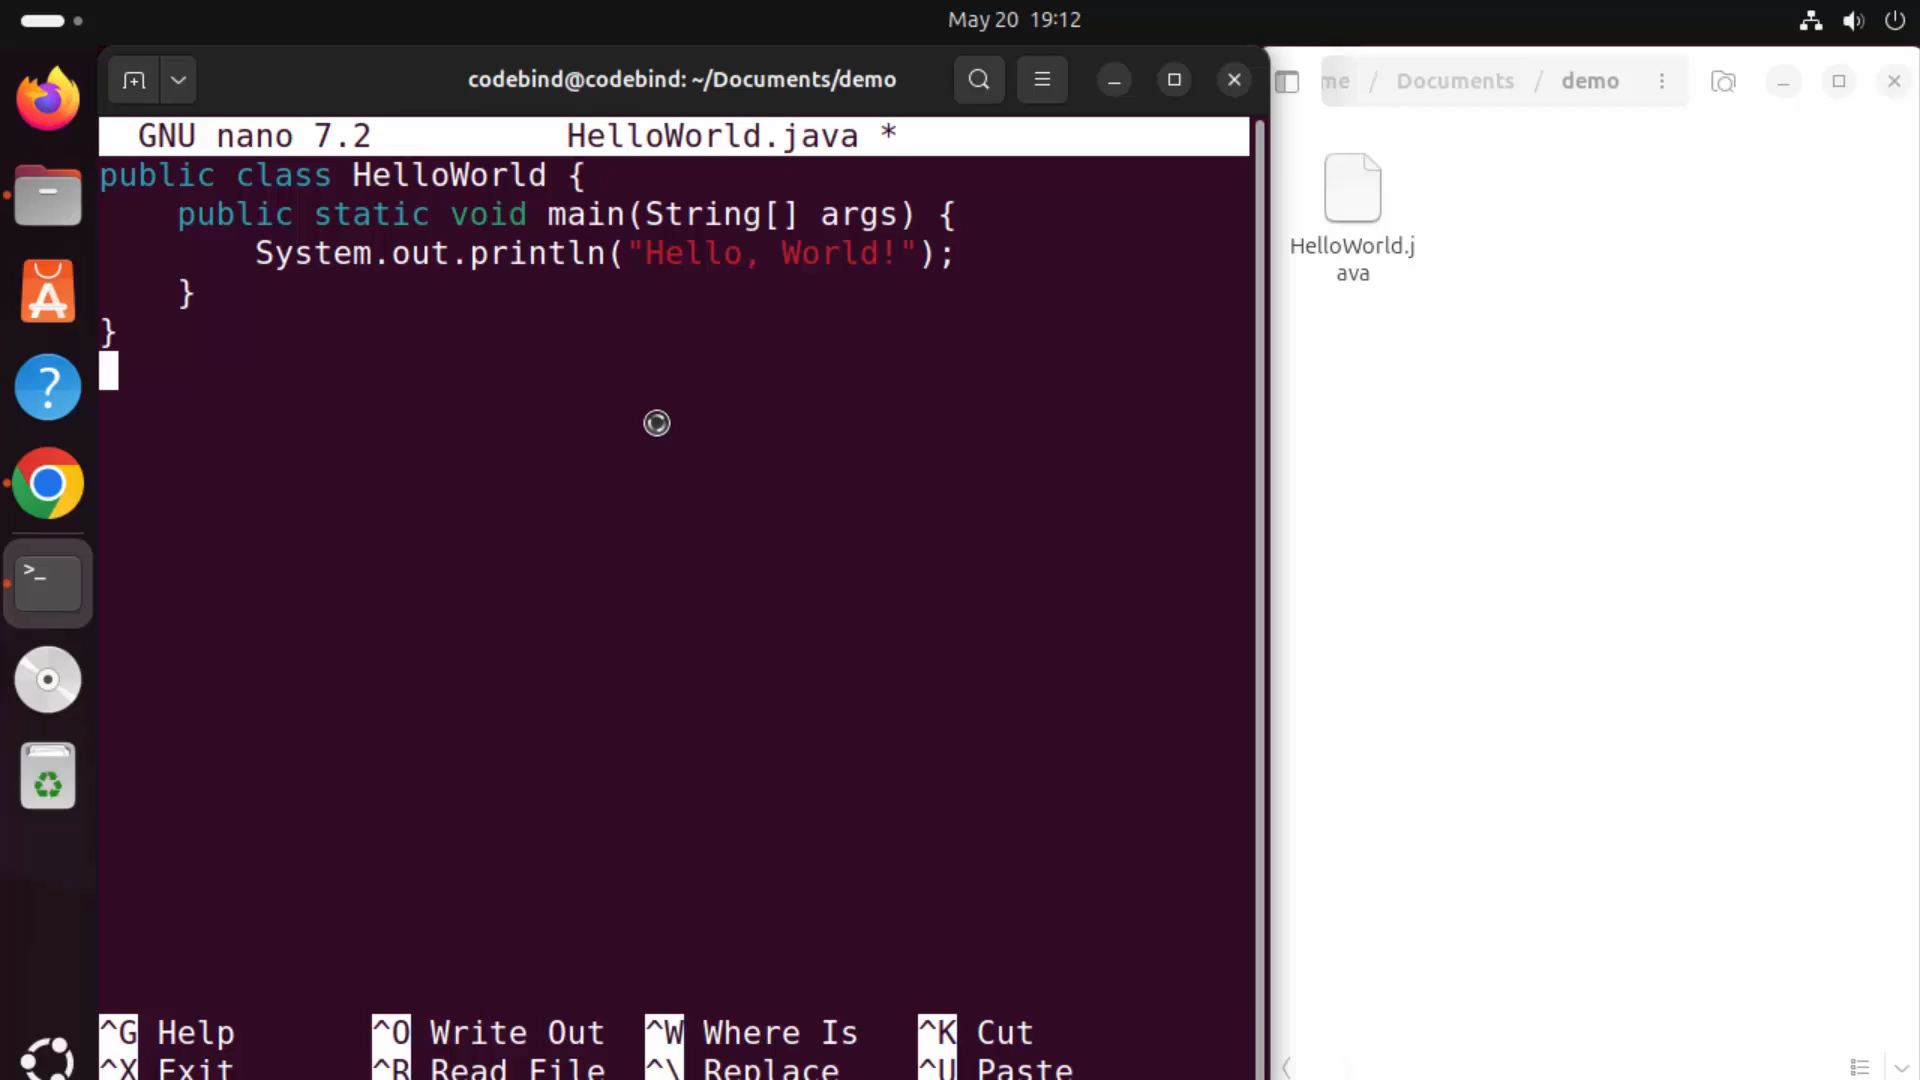 May 20 19:12
codebind@codebind: ~/Documents/demo
me / Documents / demo
GNU nano 7.2 HelloWorld.java *
public class HelloWorld {
    public static void main(String[] args) {
        System.out.println("Hello, World!");
    }
}
HelloWorld.j
ava
^G Help ^O Write Out ^W Where Is ^K Cut
^X Exit ^R Read File ^\ Replace ^U Paste